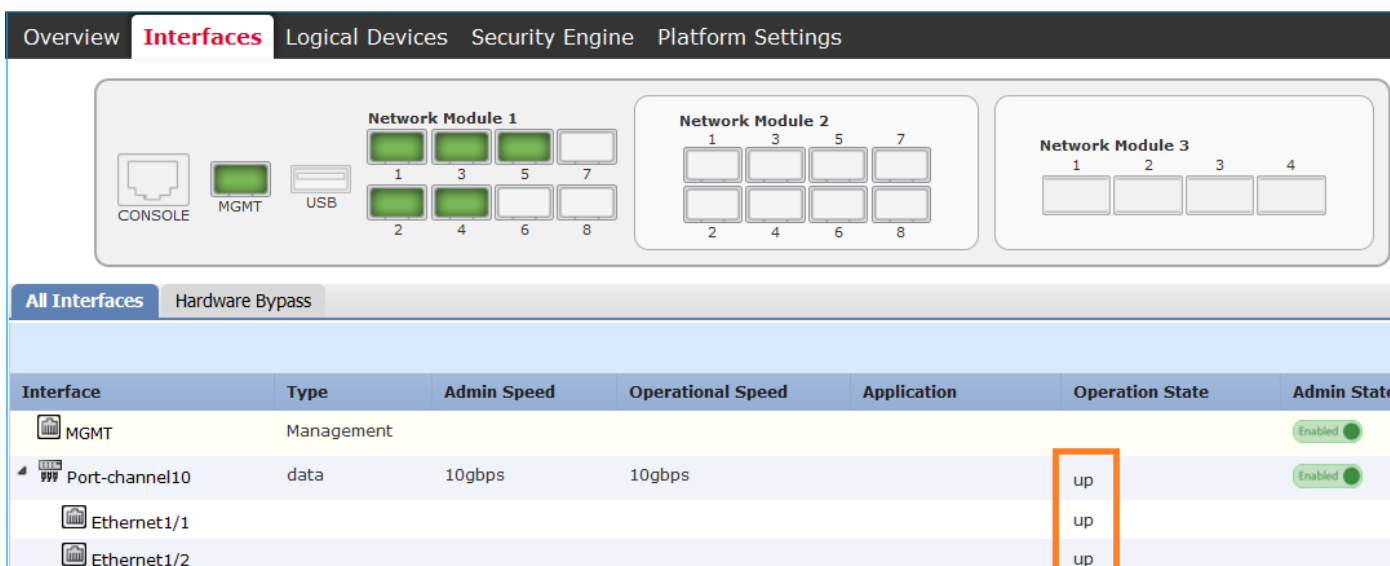 Overview Interfaces Logical Devices Security Engine Platform Settings
Network Module 1
1 3 5 7
2 4 6 8
CONSOLE MGMT USB
Network Module 2
1 3 5 7
2 4 6 8
Network Module 3
1 2 3 4
All Interfaces Hardware Bypass
Interface Type Admin Speed Operational Speed Application Operation State Admin State
MGMT Management Enabled
Port-channel10 data 10gbps 10gbps up Enabled
Ethernet1/1 up
Ethernet1/2 up